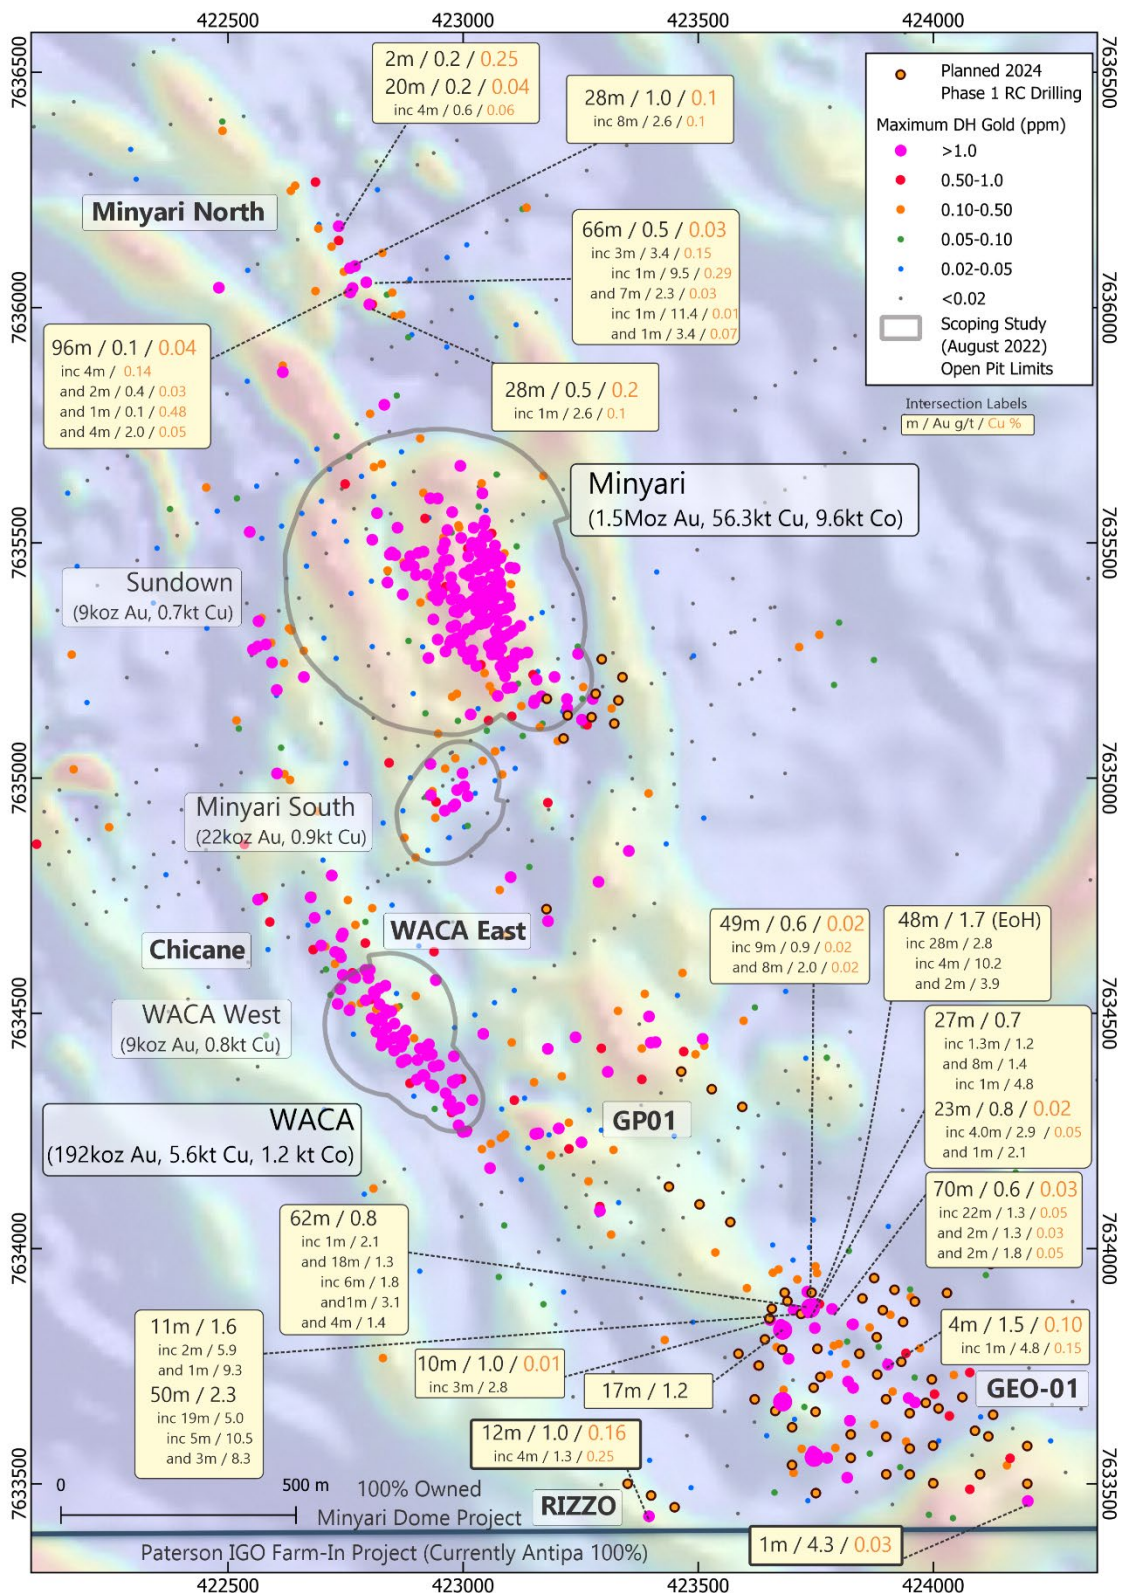 422500
423000
423500
424000
7636500
7636000
7635500
7635000
7634500
7634000
7633500
2m / 0.2 / 0.25
20m / 0.2 / 0.04
inc 4m / 0.6 / 0.06
28m / 1.0 / 0.1
inc 8m / 2.6 / 0.1
Planned 2024
Phase 1 RC Drilling
Maximum DH Gold (ppm)
>1.0
0.50-1.0
0.10-0.50
0.05-0.10
0.02-0.05
<0.02
Scoping Study
(August 2022)
Open Pit Limits
Intersection Labels
m / Au g/t / Cu %
7636500
7636000
7635500
7635000
7634500
7634000
7633500
Minyari North
66m / 0.5 / 0.03
inc 3m / 3.4 / 0.15
inc 1m / 9.5 / 0.29
and 7m / 2.3 / 0.03
inc 1m / 11.4 / 0.01
and 1m / 3.4 / 0.07
96m / 0.1 / 0.04
inc 4m / 0.14
and 2m / 0.4 / 0.03
and 1m / 0.1 / 0.48
and 4m / 2.0 / 0.05
28m / 0.5 / 0.2
inc 1m / 2.6 / 0.1
Minyari
(1.5Moz Au, 56.3kt Cu, 9.6kt Co)
Sundown
(9koz Au, 0.7kt Cu)
Minyari South
(22koz Au, 0.9kt Cu)
WACA East
Chicane
WACA West
(9koz Au, 0.8kt Cu)
WACA
(192koz Au, 5.6kt Cu, 1.2 kt Co)
GP01
49m / 0.6 / 0.02
inc 9m / 0.9 / 0.02
and 8m / 2.0 / 0.02
48m / 1.7 (EoH)
inc 28m / 2.8
inc 4m / 10.2
and 2m / 3.9
27m / 0.7
inc 1.3m / 1.2
and 8m / 1.4
inc 1m / 4.8
23m / 0.8 / 0.02
inc 4.0m / 2.9 / 0.05
and 1m / 2.1
70m / 0.6 / 0.03
inc 22m / 1.3 / 0.05
and 2m / 1.3 / 0.03
and 2m / 1.8 / 0.05
62m / 0.8
inc 1m / 2.1
and 18m / 1.3
inc 6m / 1.8
and1m / 3.1
and 4m / 1.4
11m / 1.6
inc 2m / 5.9
and 1m / 9.3
50m / 2.3
inc 19m / 5.0
inc 5m / 10.5
and 3m / 8.3
10m / 1.0 / 0.01
inc 3m / 2.8
17m / 1.2
4m / 1.5 / 0.10
inc 1m / 4.8 / 0.15
GEO-01
12m / 1.0 / 0.16
inc 4m / 1.3 / 0.25
RIZZO
0
500 m
100% Owned
Minyari Dome Project
Paterson IGO Farm-In Project (Currently Antipa 100%)
1m / 4.3 / 0.03
422500
423000
423500
424000